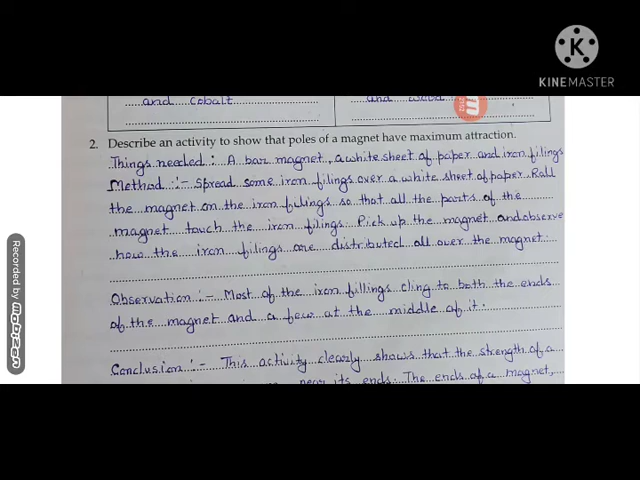 KINEMASTER
and cobalt
and wood
2. Describe an activity to show that poles of a magnet have maximum attraction.
Things needed : A bar magnet, a white sheet of paper and iron filings
Method :- Spread some iron filings over a white sheet of paper. Roll
the magnet on the iron filings so that all the parts of the
magnet touch the iron filings. Pick up the magnet and observe
how the iron filings are distributed all over the magnet.
Observation :- Most of the iron fillings cling to both the ends
of the magnet and a few at the middle of it.
Conclusion :- This activity clearly shows that the strength of a
near its ends. The ends of a magnet,
Recorded by